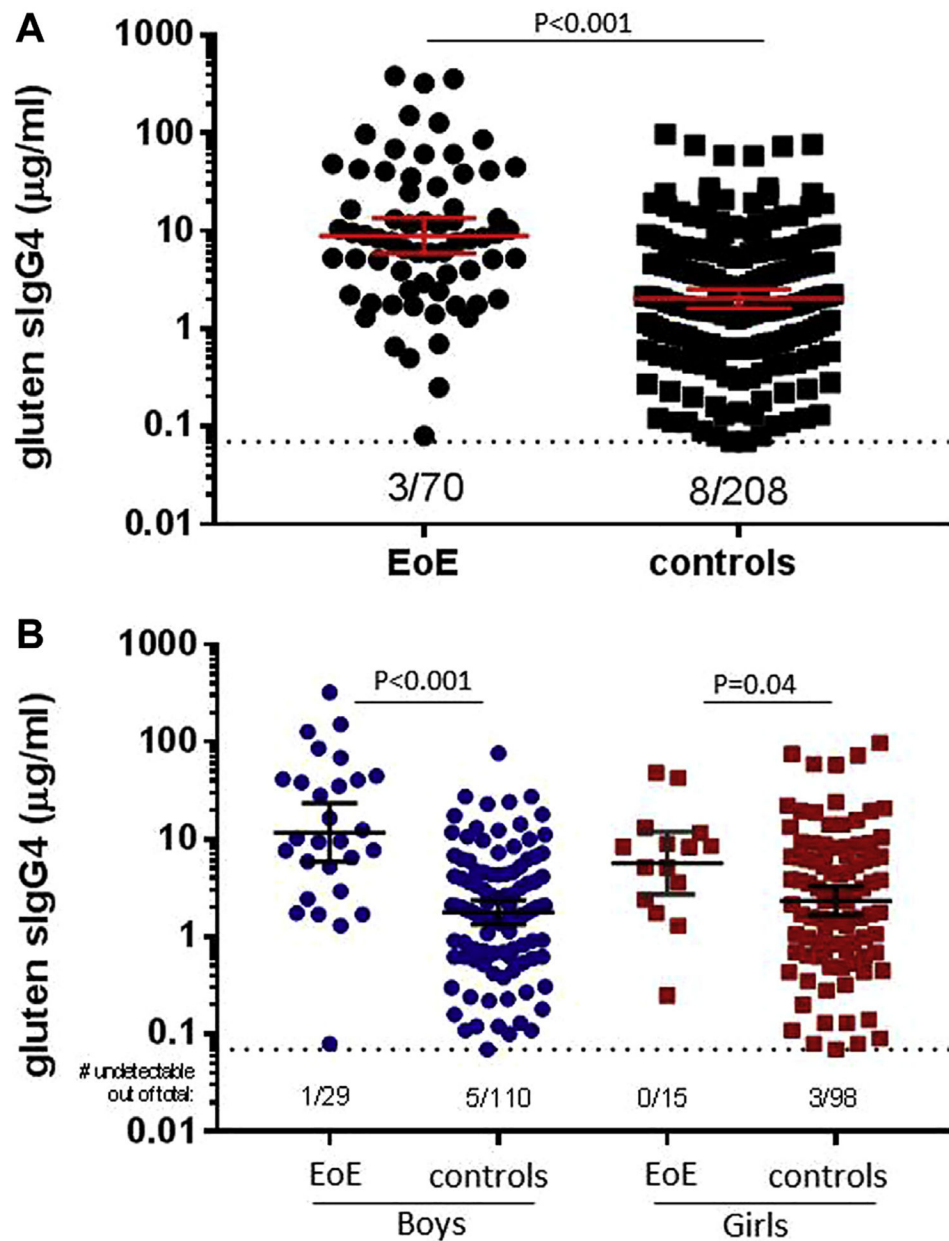 A
gluten sIgG4 (μg/ml)
1000
100
10
1
0.1
0.01
P<0.001
3/70
8/208
EoE
controls
B
gluten sIgG4 (μg/ml)
1000
100
10
1
0.1
0.01
P<0.001
P=0.04
# undetectable
out of total:
1/29
5/110
0/15
3/98
EoE
controls
EoE
controls
Boys
Girls